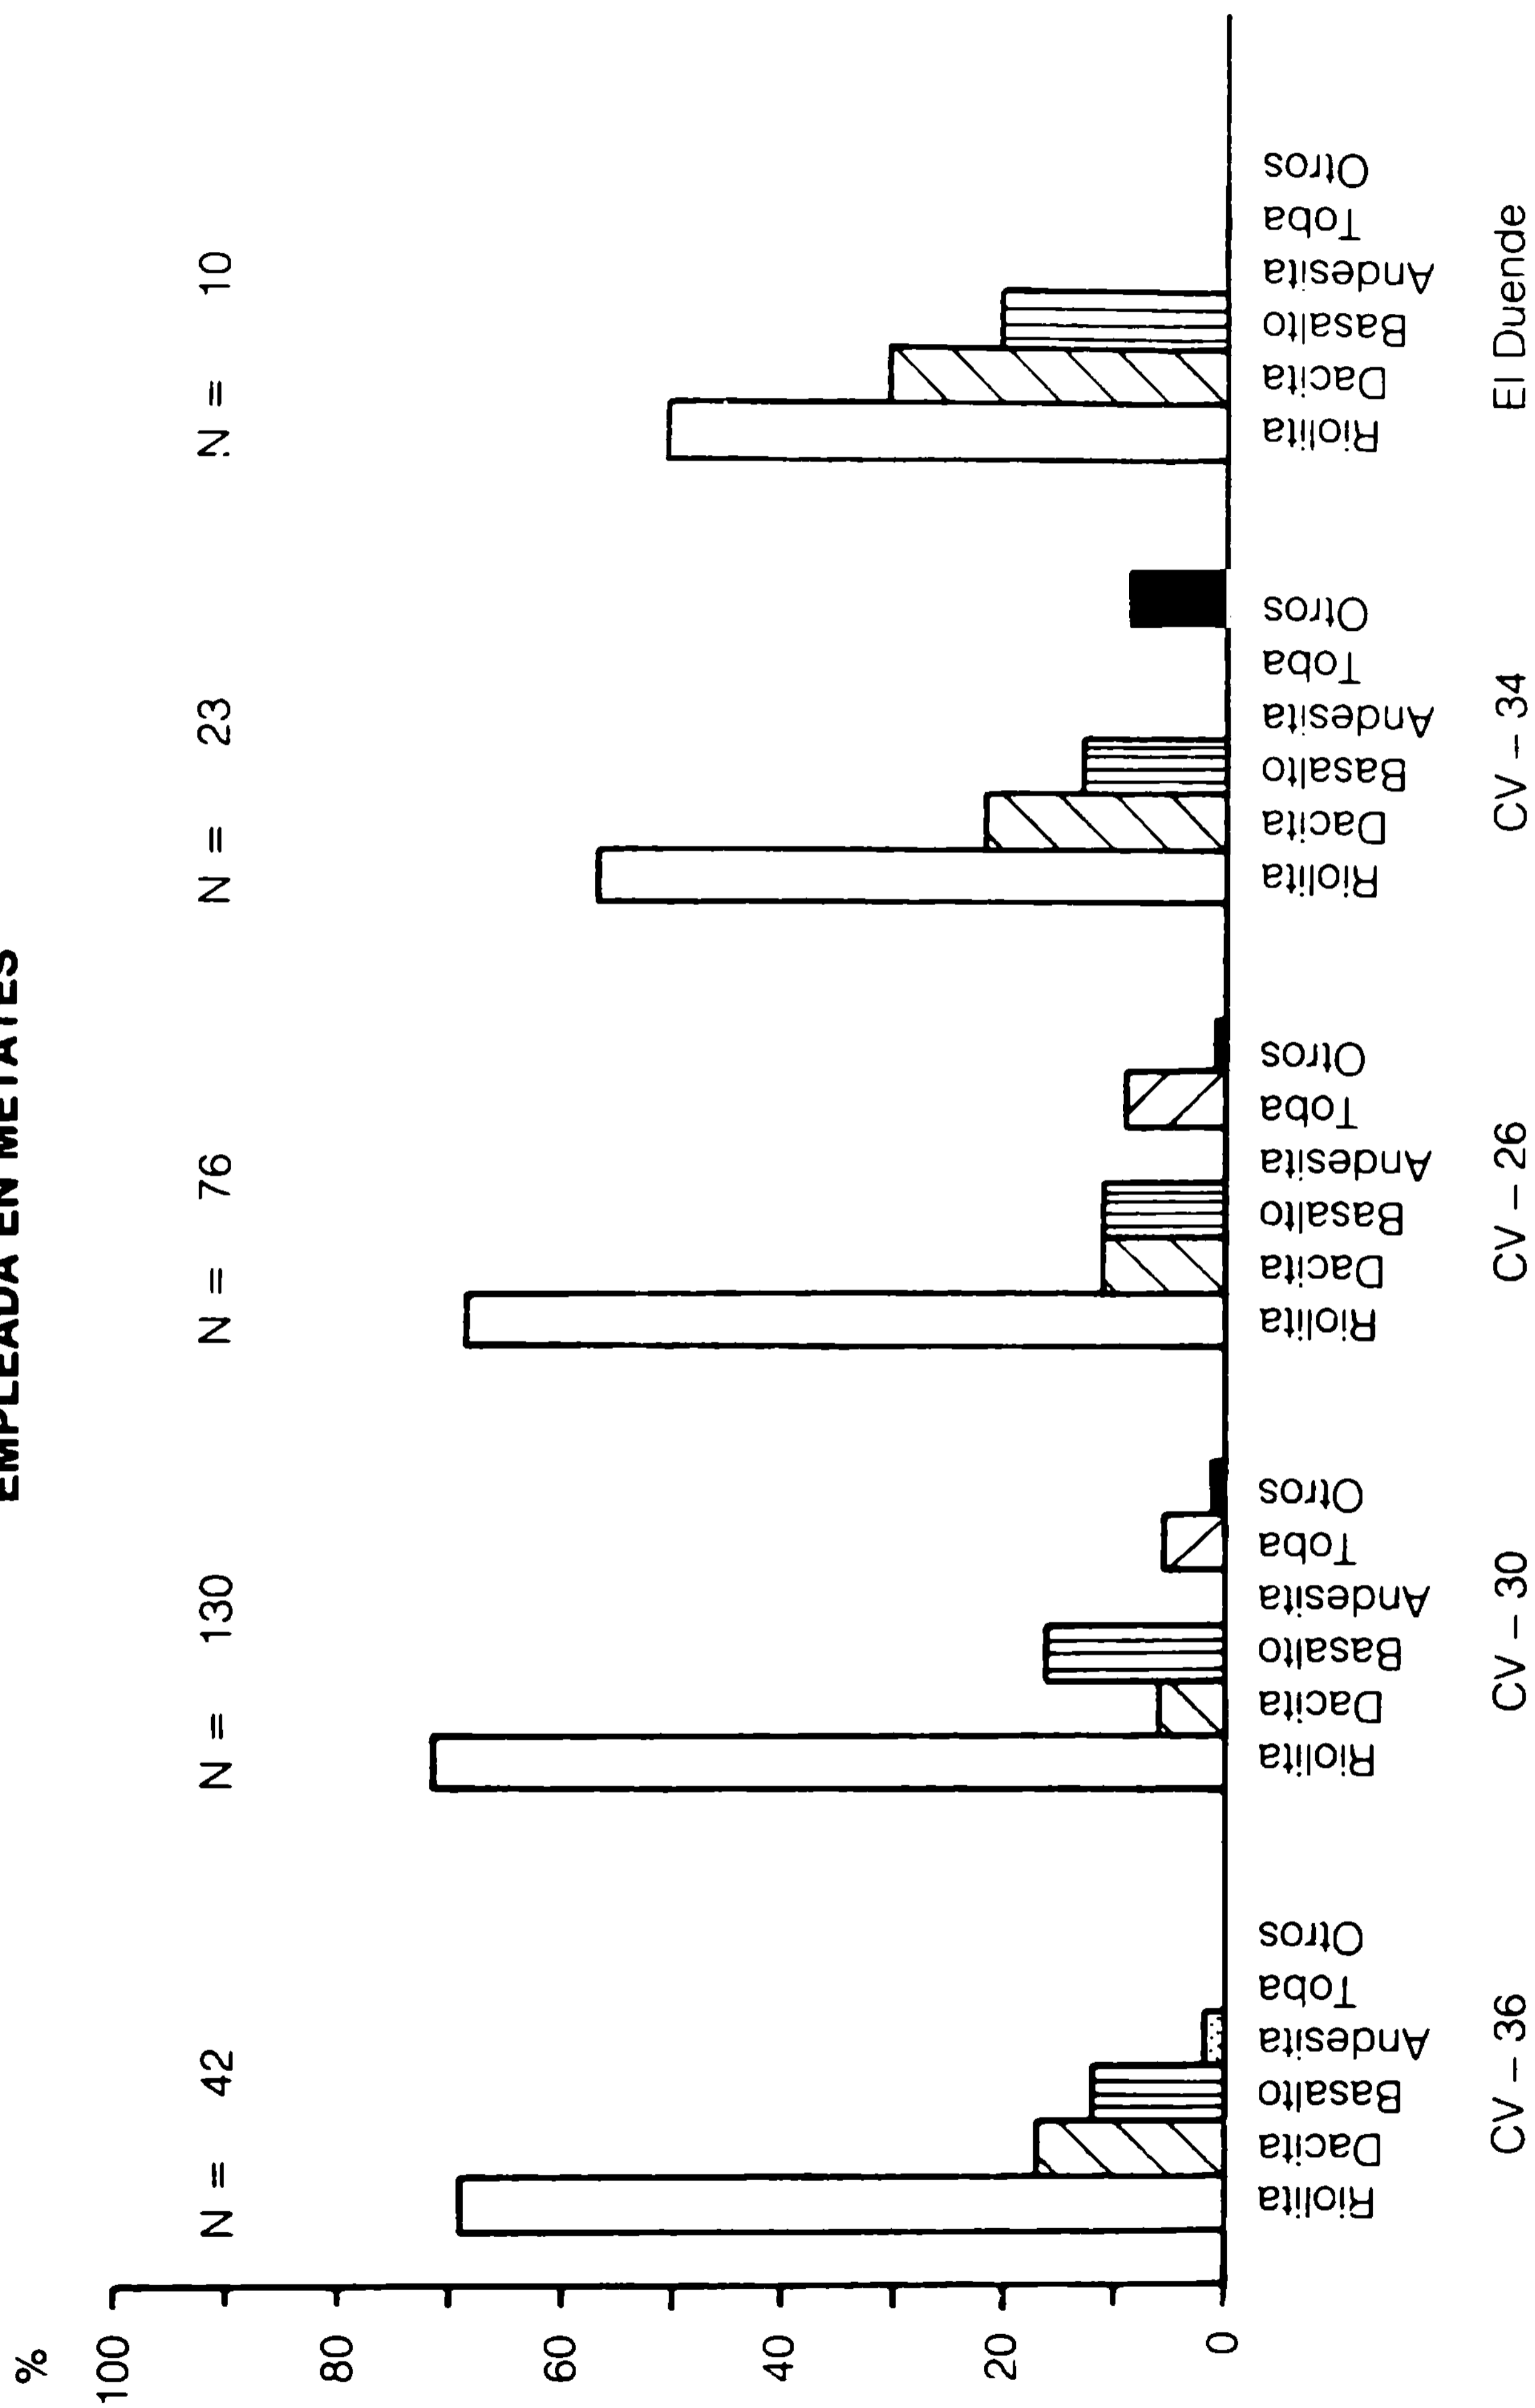 EMPLEADA EN METATES
%
100
80
60
40
20
0
N = 42
N = 130
N = 76
N = 23
N = 10
Riolita
Dacita
Basalto
Andesita
Toba
Otros
Riolita
Dacita
Basalto
Andesita
Toba
Otros
Riolita
Dacita
Basalto
Andesita
Toba
Otros
Riolita
Dacita
Basalto
Andesita
Toba
Otros
Riolita
Dacita
Basalto
Andesita
Toba
Otros
CV – 36
CV – 30
CV – 26
CV – 34
El Duende